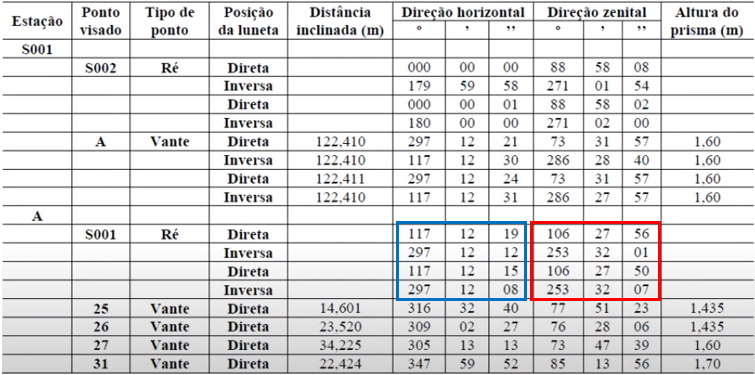 Estação Ponto visado Tipo de ponto Posição da luneta Distância inclinada (m) Direção horizontal Direção zenital Altura do prisma (m)
° ’ ’’ ° ’ ’’
S001
S002 Ré Direta 000 00 00 88 58 08
Inversa 179 59 58 271 01 54
Direta 000 00 01 88 58 02
Inversa 180 00 00 271 02 00
A Vante Direta 122,410 297 12 21 73 31 57 1,60
Inversa 122,410 117 12 30 286 28 40 1,60
Direta 122,411 297 12 24 73 31 57 1,60
Inversa 122,410 117 12 31 286 27 57 1,60
A
S001 Ré Direta 117 12 19 106 27 56
Inversa 297 12 12 253 32 01
Direta 117 12 15 106 27 50
Inversa 297 12 08 253 32 07
25 Vante Direta 14,601 316 32 40 77 51 23 1,435
26 Vante Direta 23,520 309 02 27 76 28 06 1,435
27 Vante Direta 34,225 305 13 13 73 47 39 1,60
31 Vante Direta 22,424 347 59 52 85 13 56 1,70